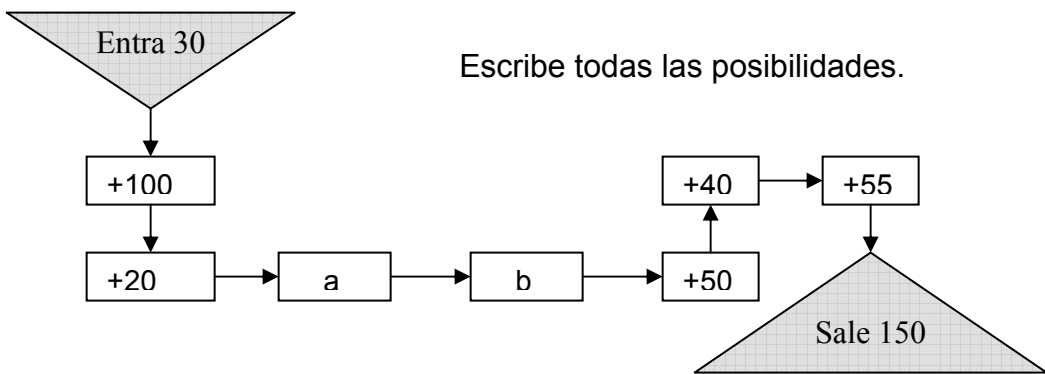 Entra 30
Escribe todas las posibilidades.
+100
+40
+55
+20
a
b
+50
Sale 150